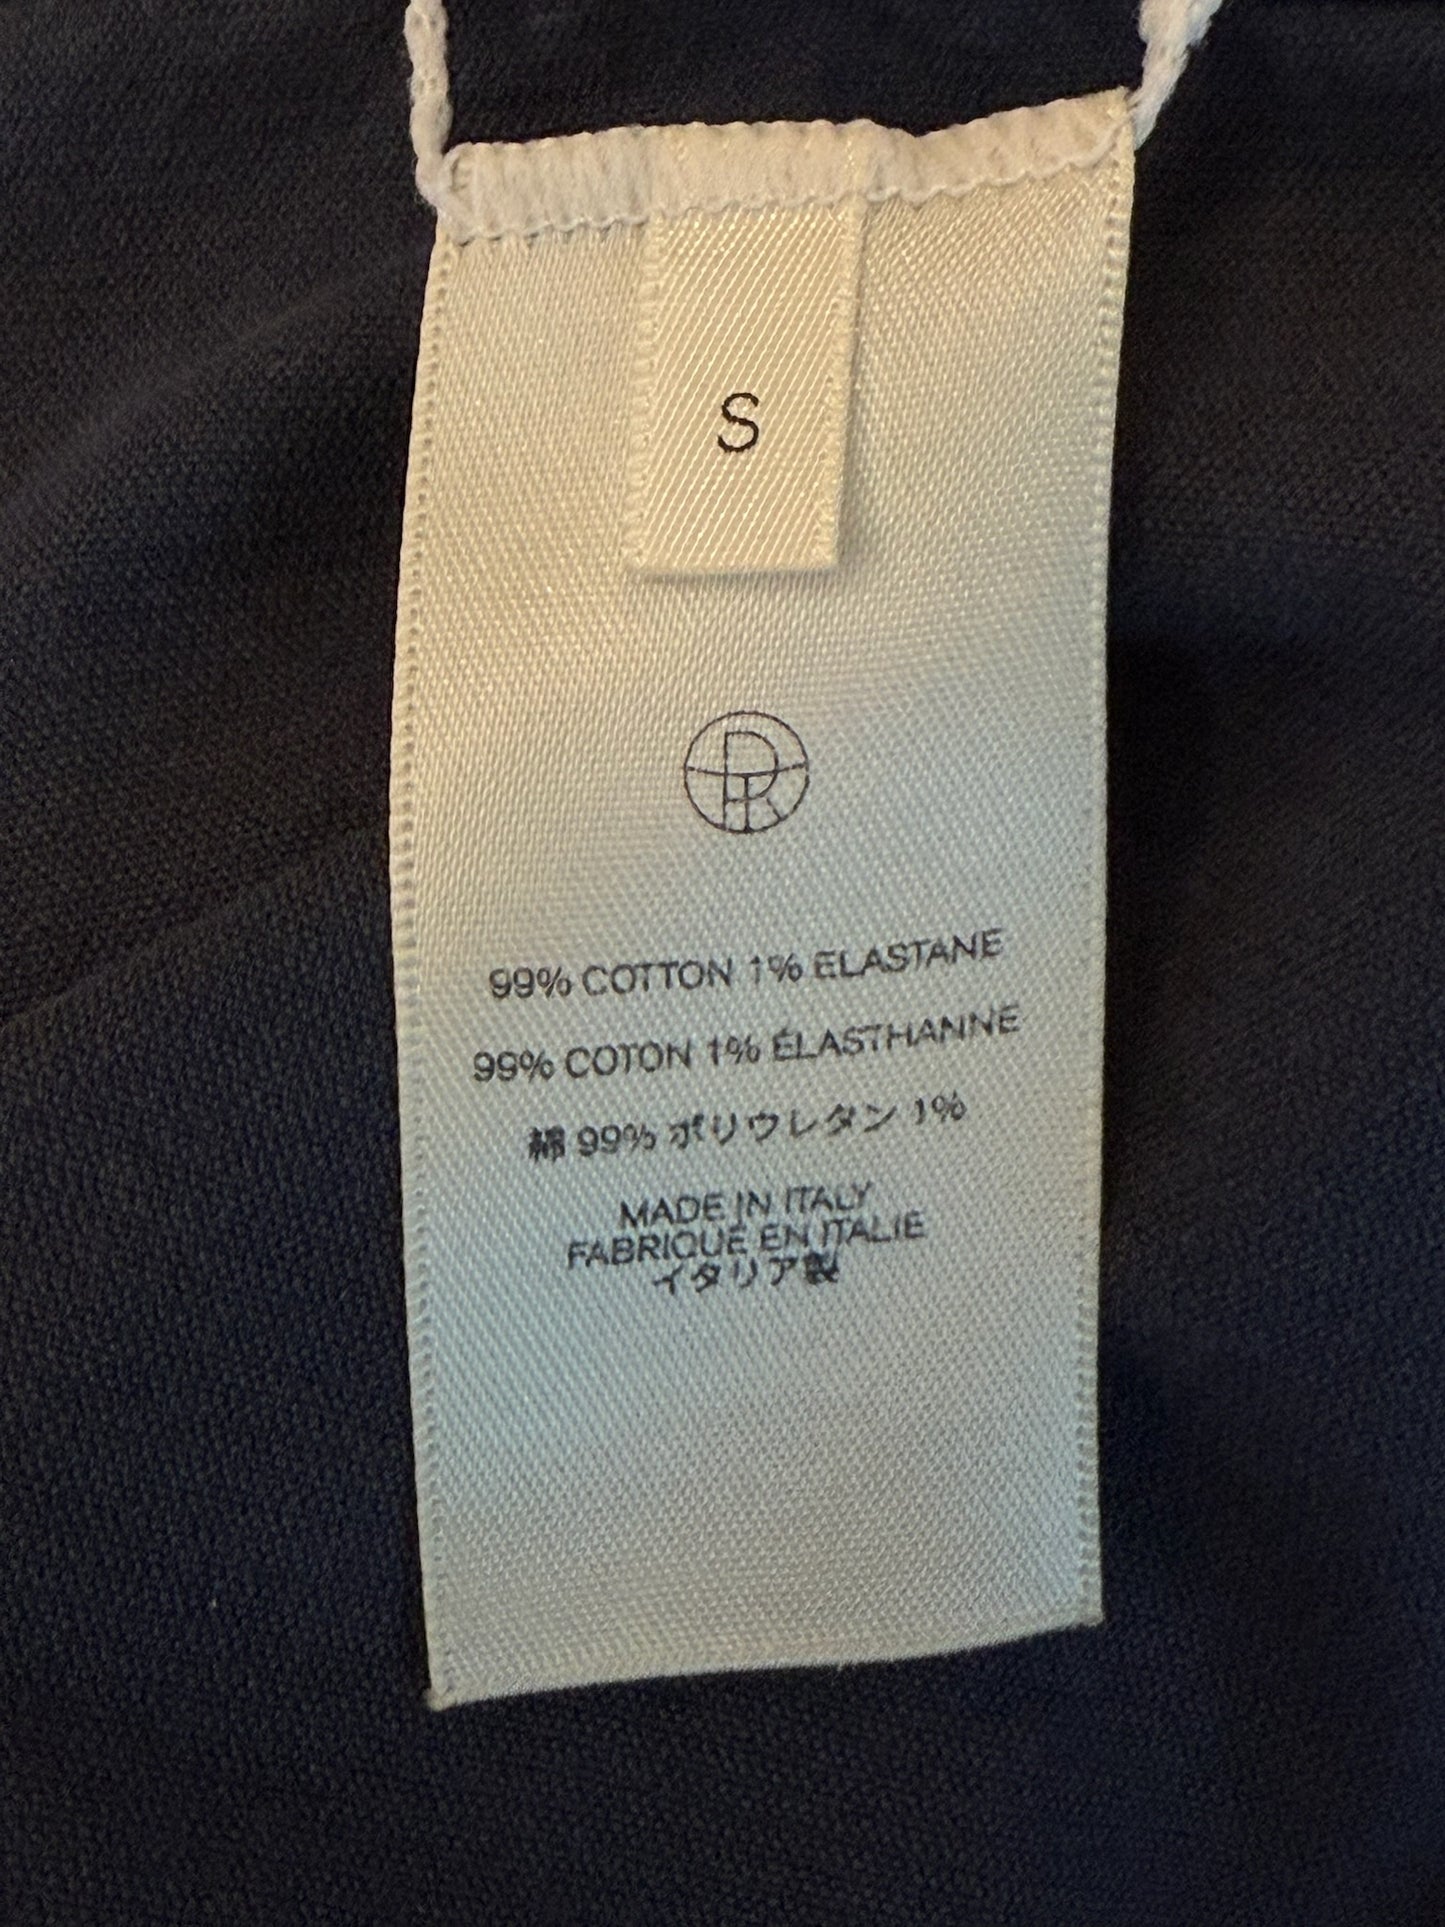 S
99% COTTON 1% ELASTANE
99% COTON 1% ÉLASTHANNE
綿 99% ポリウレタン 1%
MADE IN ITALY
FABRIQUÉ EN ITALIE
イタリア製